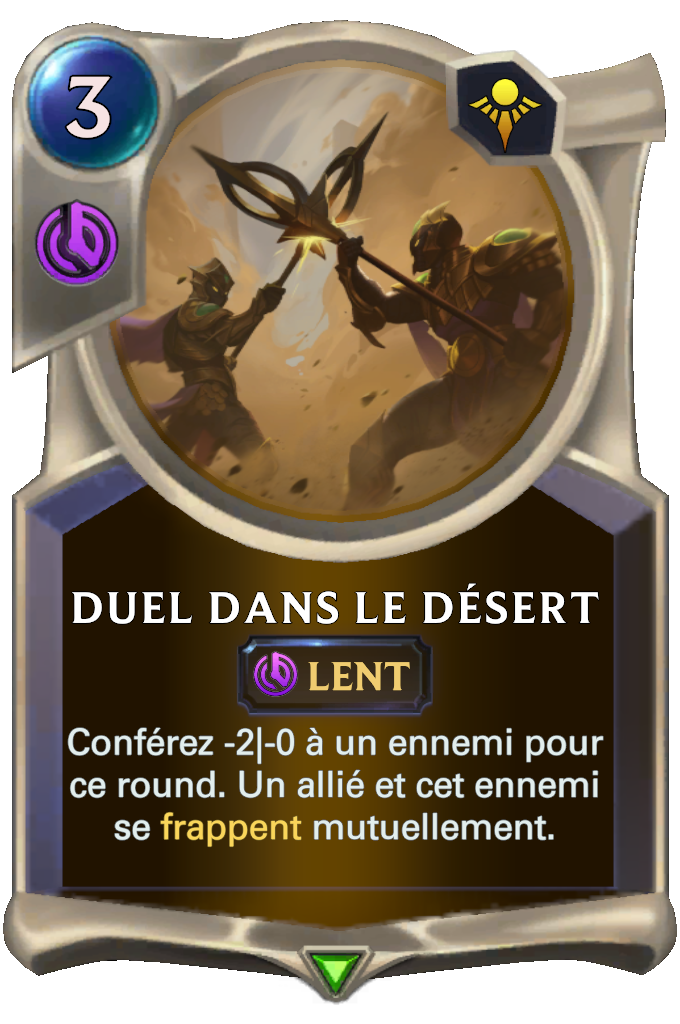 3
DUEL DANS LE DÉSERT
LENT
Conférez -2|-0 à un ennemi pour
ce round. Un allié et cet ennemi
se frappent mutuellement.